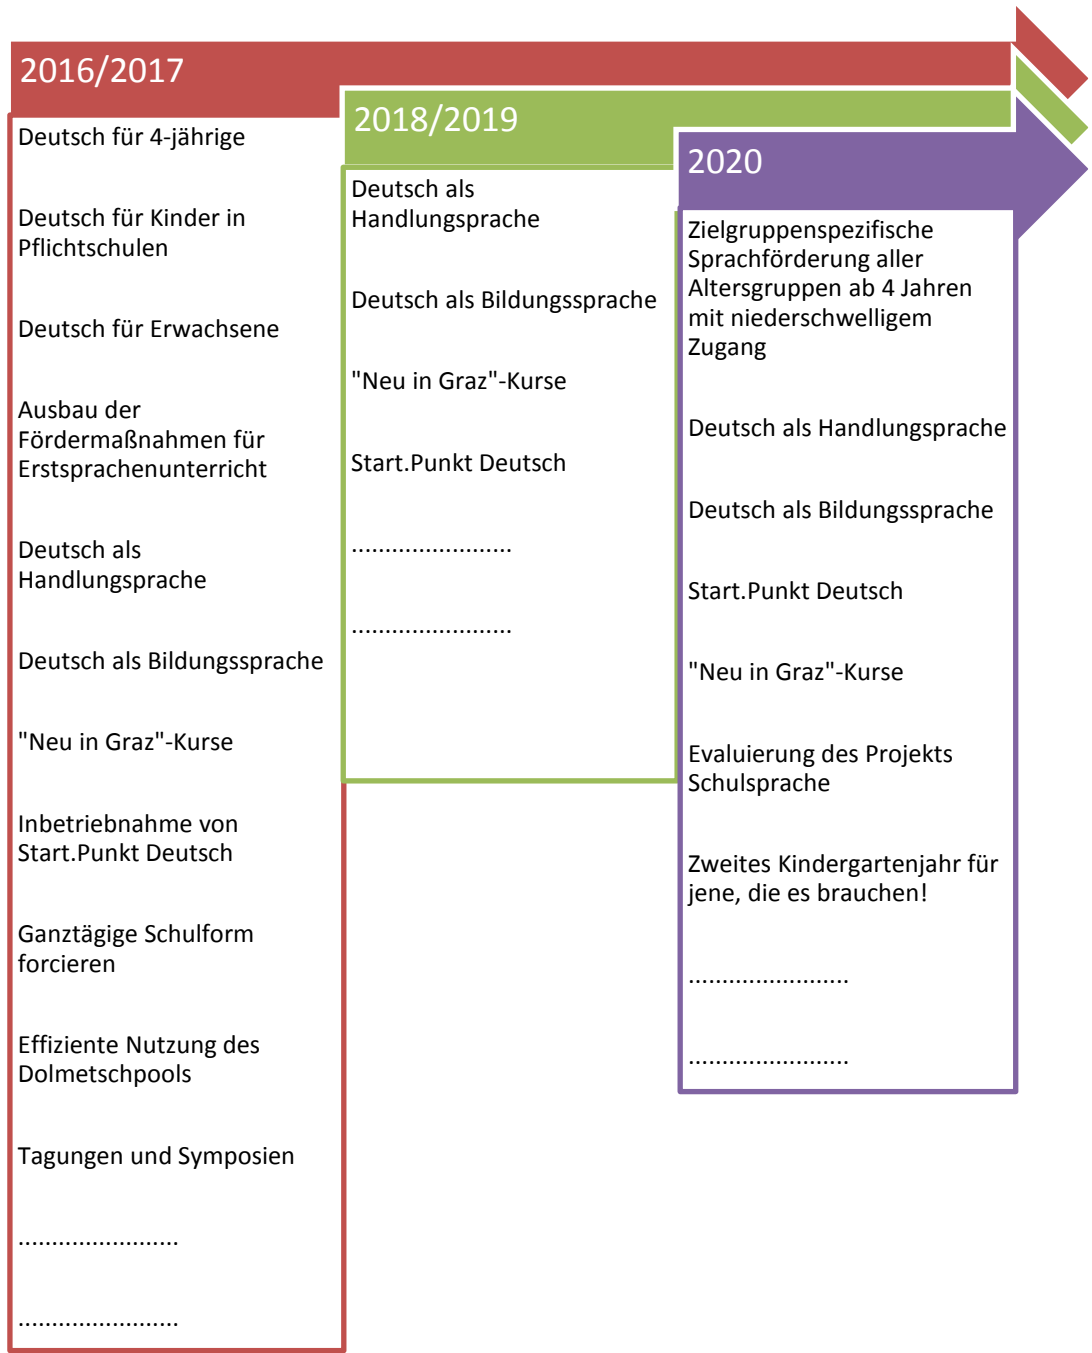 2016/2017
Deutsch für 4-jährige
Deutsch für Kinder in
Pflichtschulen
Deutsch für Erwachsene
Ausbau der
Fördermaßnahmen für
Erstsprachenunterricht
Deutsch als
Handlungsprache
Deutsch als Bildungssprache
"Neu in Graz"-Kurse
Inbetriebnahme von
Start.Punkt Deutsch
Ganztägige Schulform
forcieren
Effiziente Nutzung des
Dolmetschpools
Tagungen und Symposien
........................
........................
2018/2019
Deutsch als
Handlungsprache
Deutsch als Bildungssprache
"Neu in Graz"-Kurse
Start.Punkt Deutsch
........................
........................
2020
Zielgruppenspezifische
Sprachförderung aller
Altersgruppen ab 4 Jahren
mit niederschwelligem
Zugang
Deutsch als Handlungsprache
Deutsch als Bildungssprache
Start.Punkt Deutsch
"Neu in Graz"-Kurse
Evaluierung des Projekts
Schulsprache
Zweites Kindergartenjahr für
jene, die es brauchen!
........................
........................